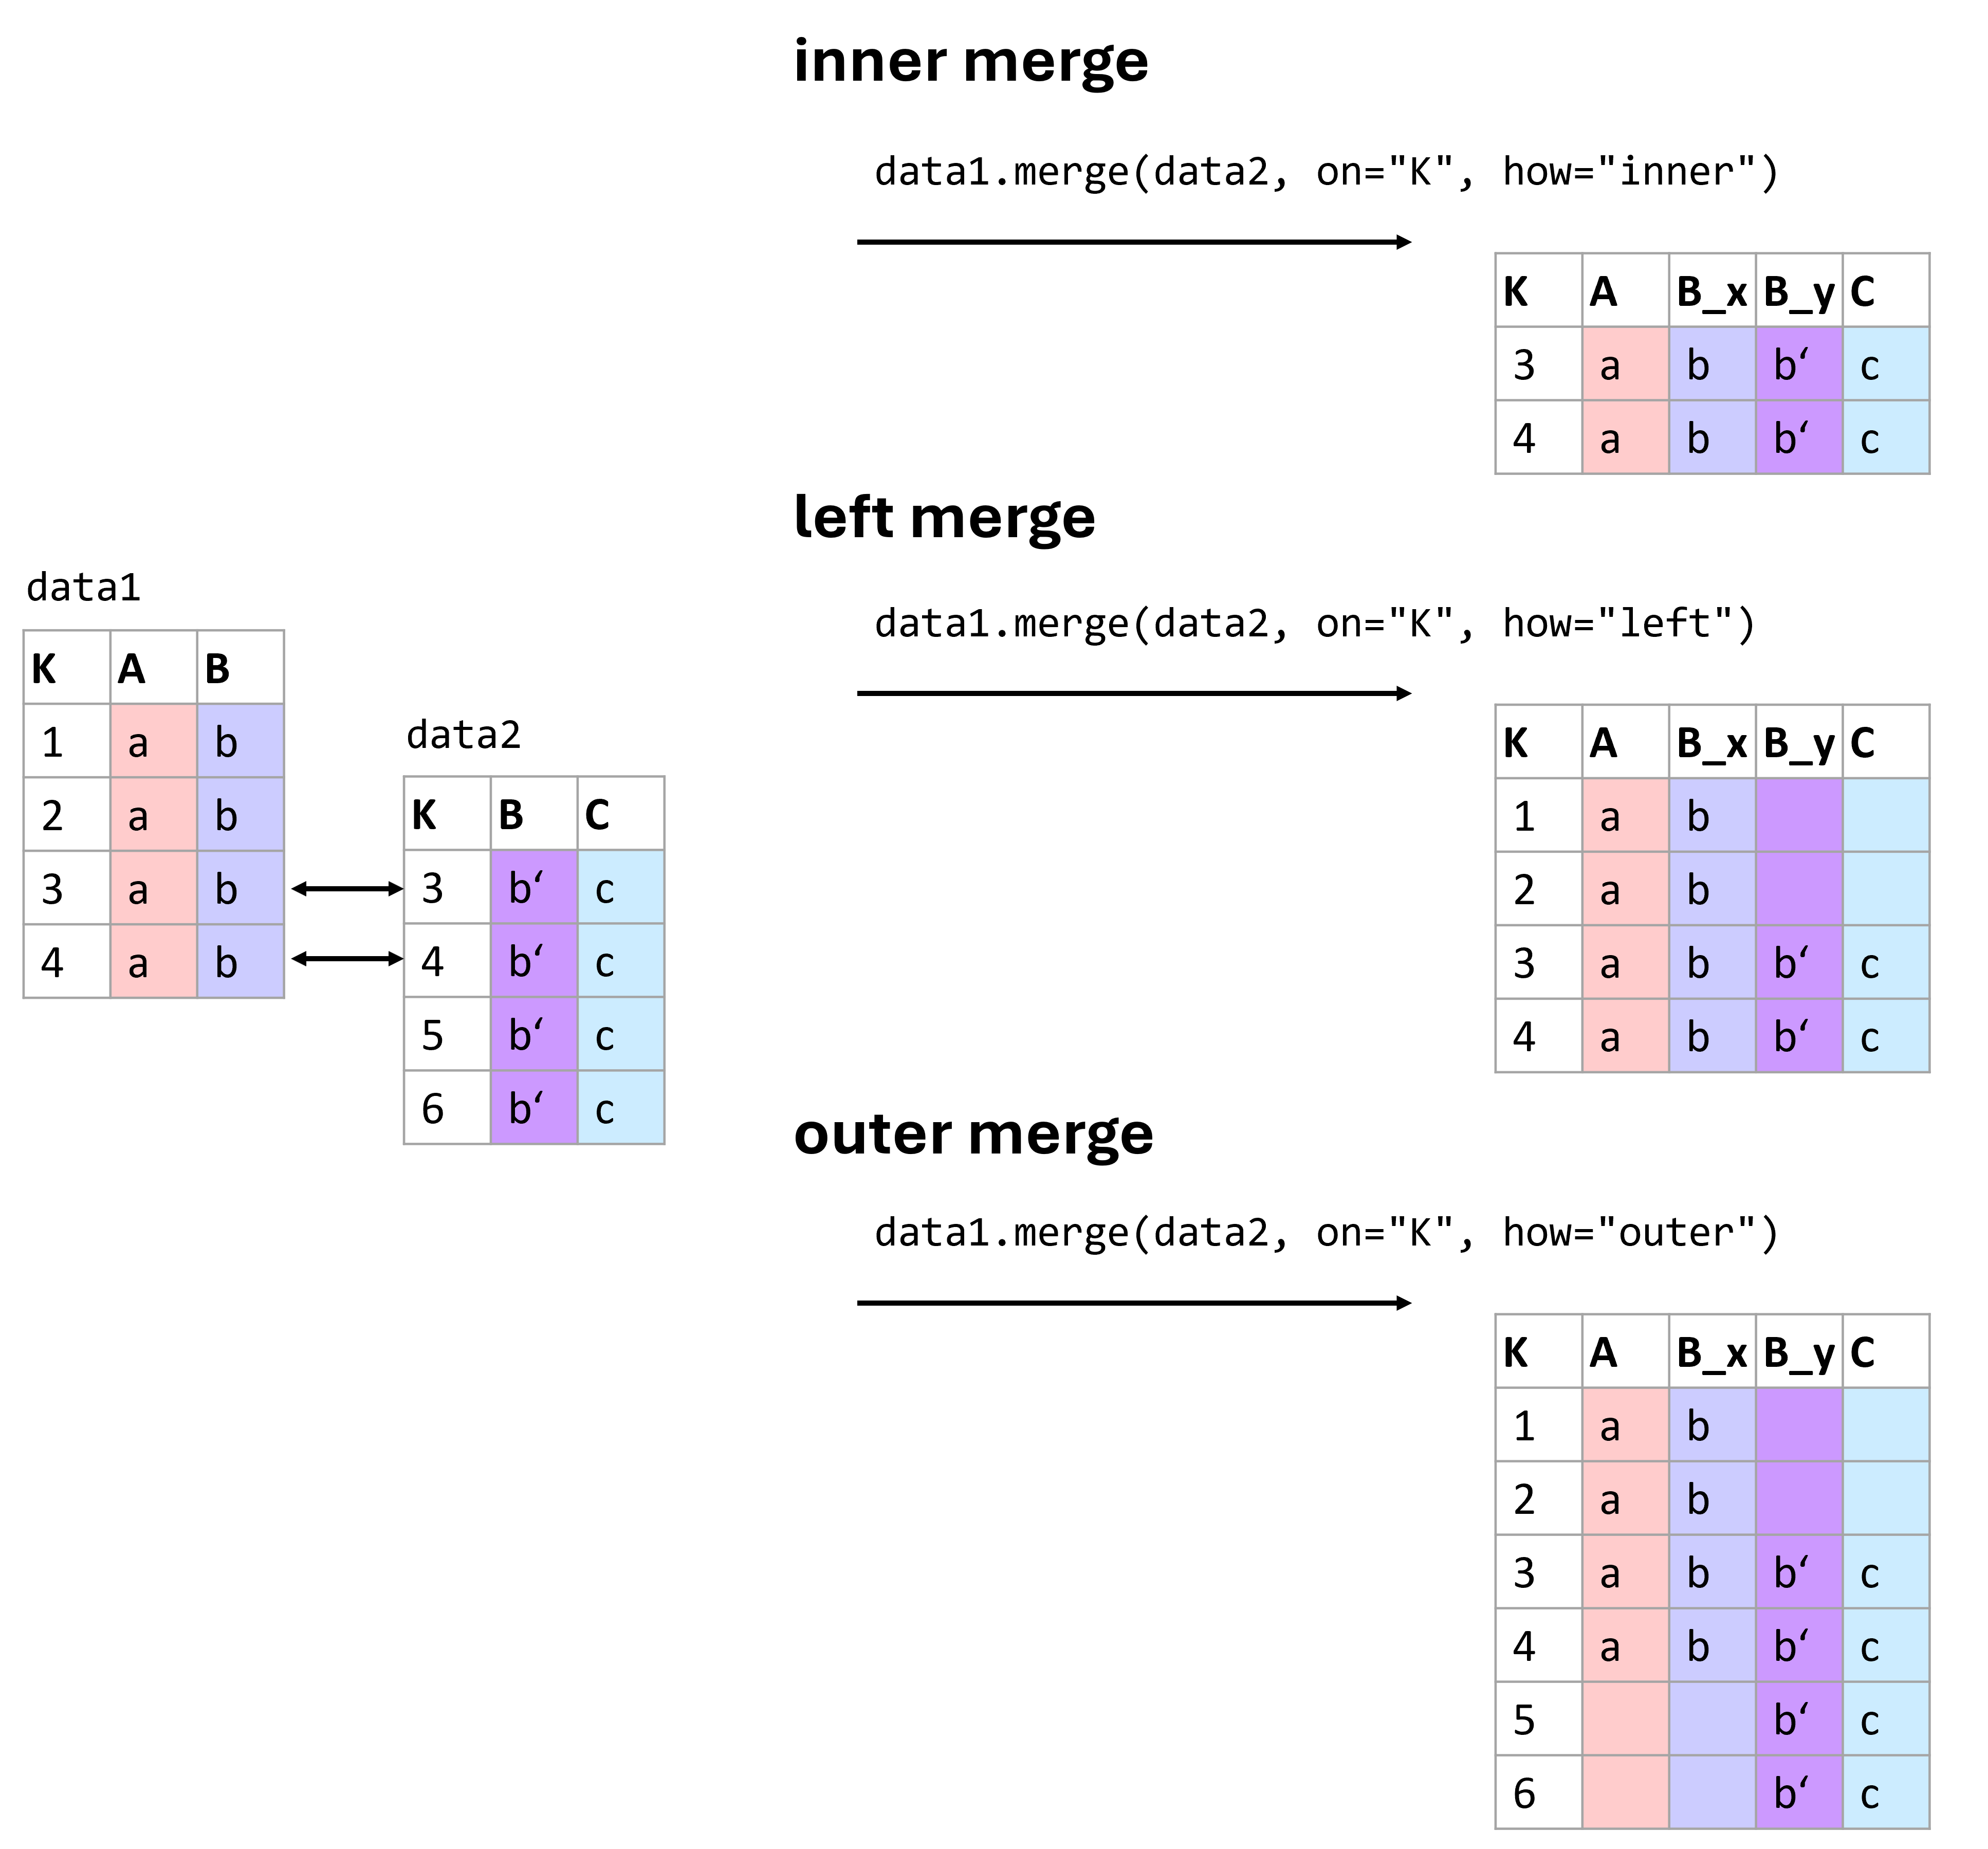 inner merge
data1.merge(data2, on="K", how="inner")
K A B_x B_y C
3 a b b‘ c
4 a b b‘ c
left merge
data1.merge(data2, on="K", how="left")
K A B_x B_y C
1 a b
2 a b
3 a b b‘ c
4 a b b‘ c
data1
K A B
1 a b
2 a b
3 a b
4 a b
data2
K B C
3 b‘ c
4 b‘ c
5 b‘ c
6 b‘ c
outer merge
data1.merge(data2, on="K", how="outer")
K A B_x B_y C
1 a b
2 a b
3 a b b‘ c
4 a b b‘ c
5 b‘ c
6 b‘ c